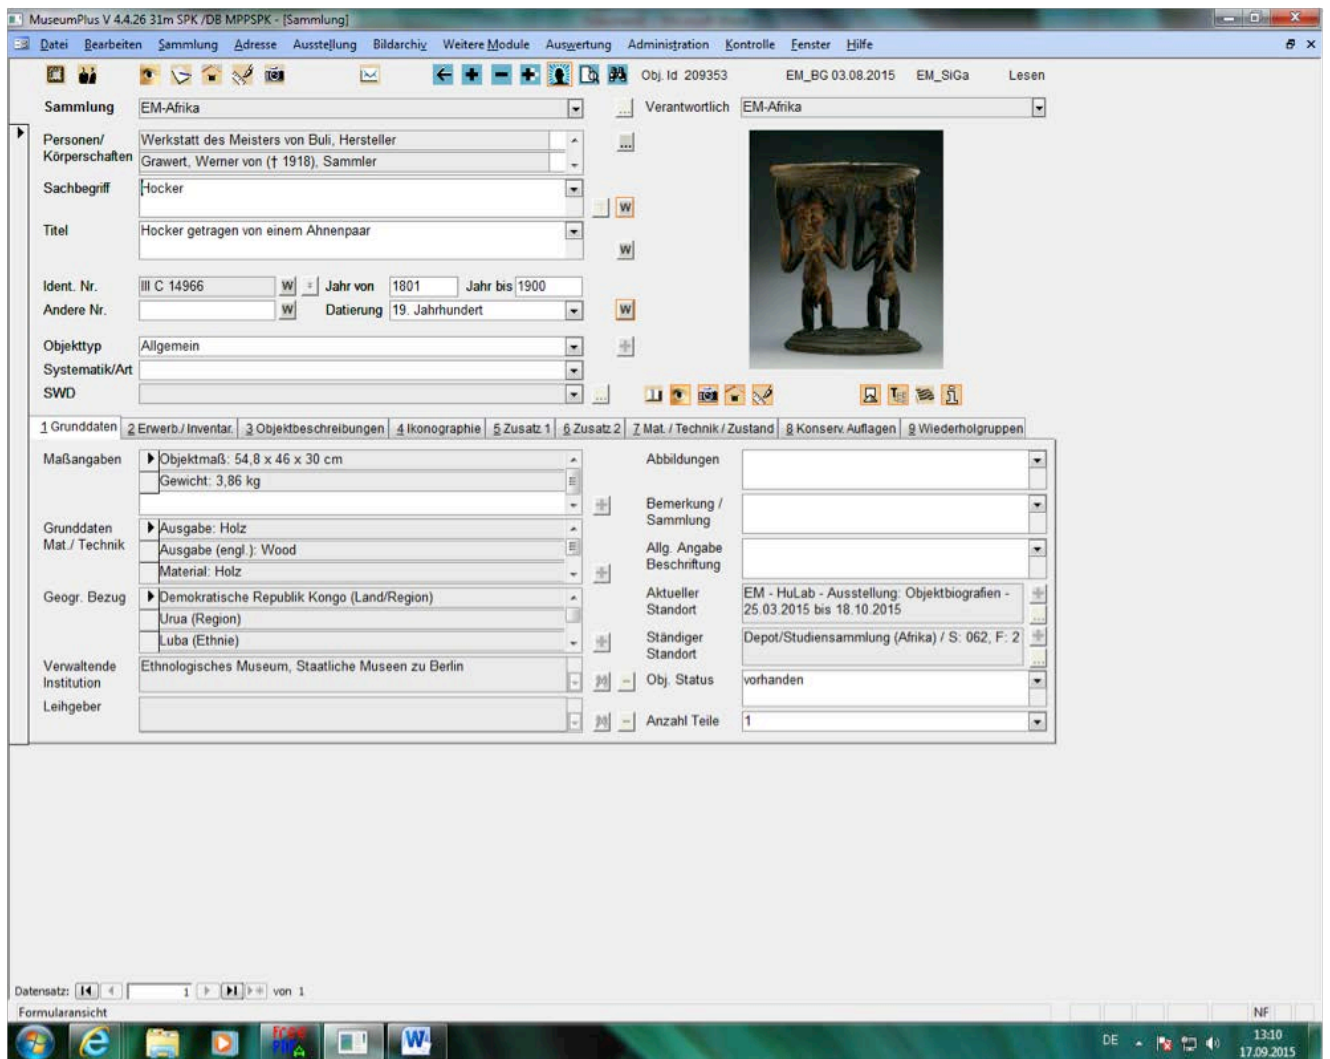 MuseumPlus V 4.4.26 31m SPK /DB MPPSPK - [Sammlung]
Datei Bearbeiten Sammlung Adresse Ausstellung Bildarchiv Weitere Module Auswertung Administration Kontrolle Fenster Hilfe
Obj. Id 209353 EM_BG 03.08.2015 EM_SiGa Lesen
Sammlung EM-Afrika Verantwortlich EM-Afrika
Personen/ Werkstatt des Meisters von Buli, Hersteller
Körperschaften Grawert, Werner von († 1918), Sammler
Sachbegriff Hocker
W
Titel Hocker getragen von einem Ahnenpaar
W
Ident. Nr. III C 14966 W Jahr von 1801 Jahr bis 1900
Andere Nr. W Datierung 19. Jahrhundert W
Objekttyp Allgemein
Systematik/Art
SWD
1 Grunddaten 2 Erwerb./ Inventar. 3 Objektbeschreibungen 4 Ikonographie 5 Zusatz 1 6 Zusatz 2 7 Mat. / Technik / Zustand 8 Konserv. Auflagen 9 Wiederholgruppen
Maßangaben Objektmaß: 54,8 x 46 x 30 cm Abbildungen
Gewicht: 3,86 kg
Bemerkung /
Sammlung
Grunddaten Ausgabe: Holz
Mat./ Technik Ausgabe (engl.): Wood Allg. Angabe
Beschriftung
Material: Holz
Geogr. Bezug Demokratische Republik Kongo (Land/Region) Aktueller EM - HuLab - Ausstellung: Objektbiografien -
Urua (Region) Standort 25.03.2015 bis 18.10.2015
Luba (Ethnie) Ständiger Depot/Studiensammlung (Afrika) / S: 062, F: 2
Standort
Verwaltende Ethnologisches Museum, Staatliche Museen zu Berlin
Institution Obj. Status vorhanden
Leihgeber
Anzahl Teile 1
Datensatz: 1 von 1
Formularansicht NF
Free
PDF W DE 13:10
17.09.2015